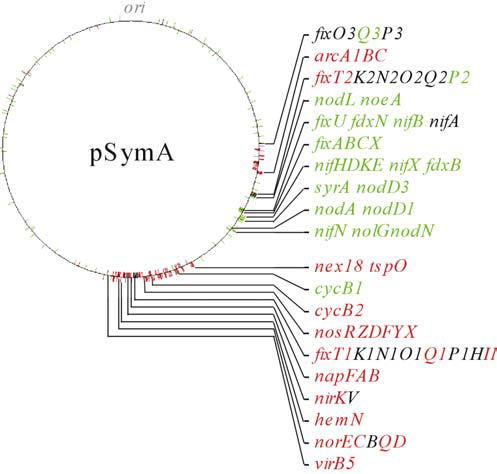 ori
pSymA
fixO3Q3P3
arcA1BC
fixT2K2N2O2Q2P2
nodL noeA
fixU fdxN nifB nifA
fixABCX
nifHDKE nifX fdxB
syrA nodD3
nodA nodD1
nifN nolGnodN
nex18 tspO
cycB1
cycB2
nosRZDFYX
fixT1K1N1O1Q1P1HI
napFAB
nirKV
hemN
norECBQD
virB5